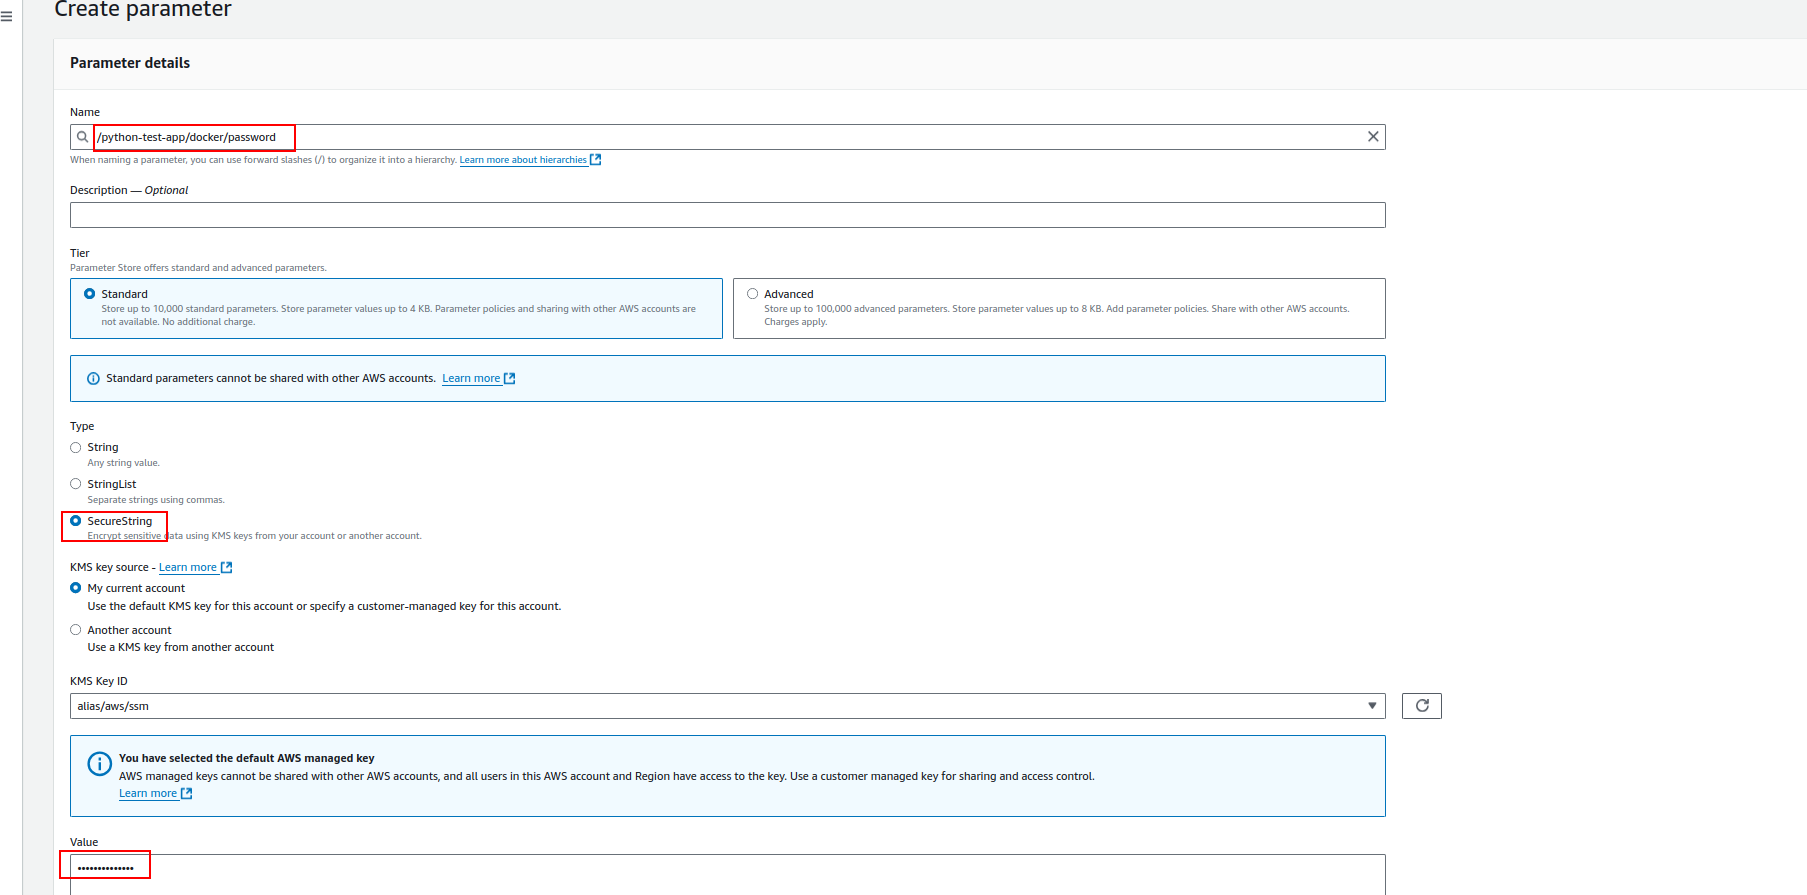 Create parameter
Parameter details
Name
/python-test-app/docker/password
When naming a parameter, you can use forward slashes (/) to organize it into a hierarchy. Learn more about hierarchies
Description — Optional
Tier
Parameter Store offers standard and advanced parameters.
Standard
Store up to 10,000 standard parameters. Store parameter values up to 4 KB. Parameter policies and sharing with other AWS accounts are
not available. No additional charge.
Advanced
Store up to 100,000 advanced parameters. Store parameter values up to 8 KB. Add parameter policies. Share with other AWS accounts.
Charges apply.
Standard parameters cannot be shared with other AWS accounts. Learn more
Type
String
Any string value.
StringList
Separate strings using commas.
SecureString
Encrypt sensitive data using KMS keys from your account or another account.
KMS key source - Learn more
My current account
Use the default KMS key for this account or specify a customer-managed key for this account.
Another account
Use a KMS key from another account
KMS Key ID
alias/aws/ssm
You have selected the default AWS managed key
AWS managed keys cannot be shared with other AWS accounts, and all users in this AWS account and Region have access to the key. Use a customer managed key for sharing and access control.
Learn more
Value
••••••••••••••